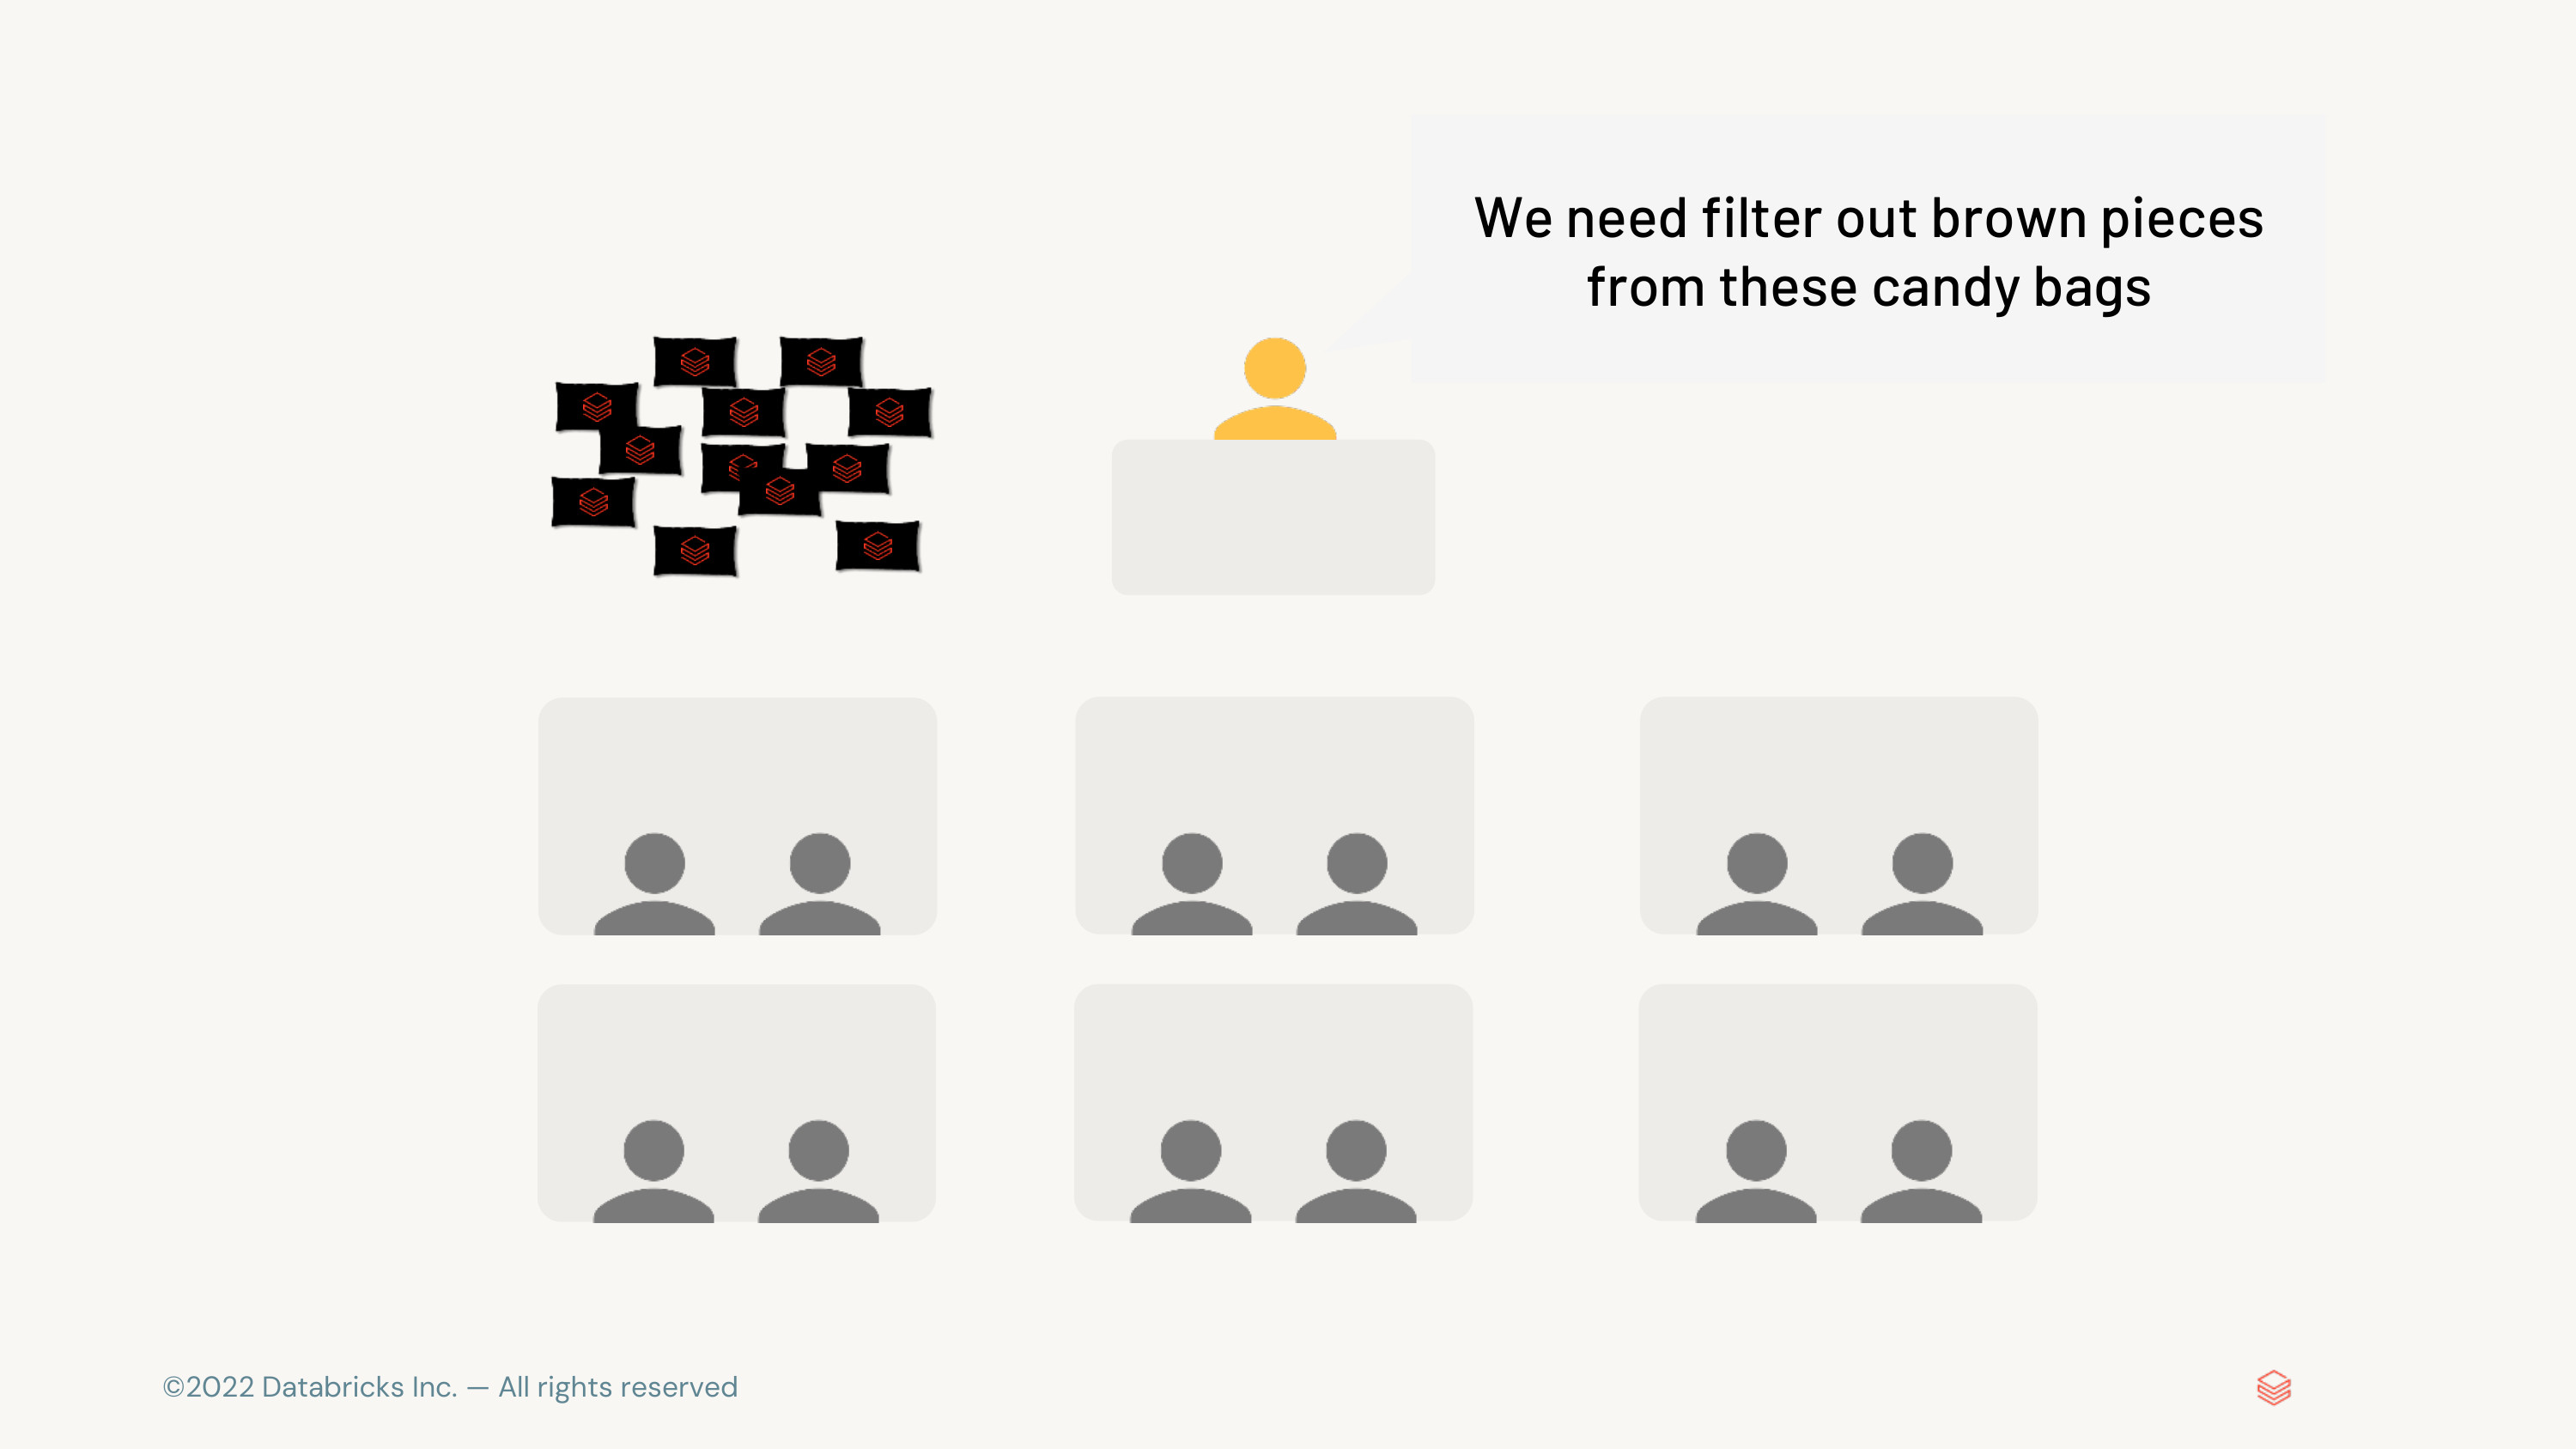 We need filter out brown pieces
from these candy bags
©2022 Databricks Inc. — All rights reserved